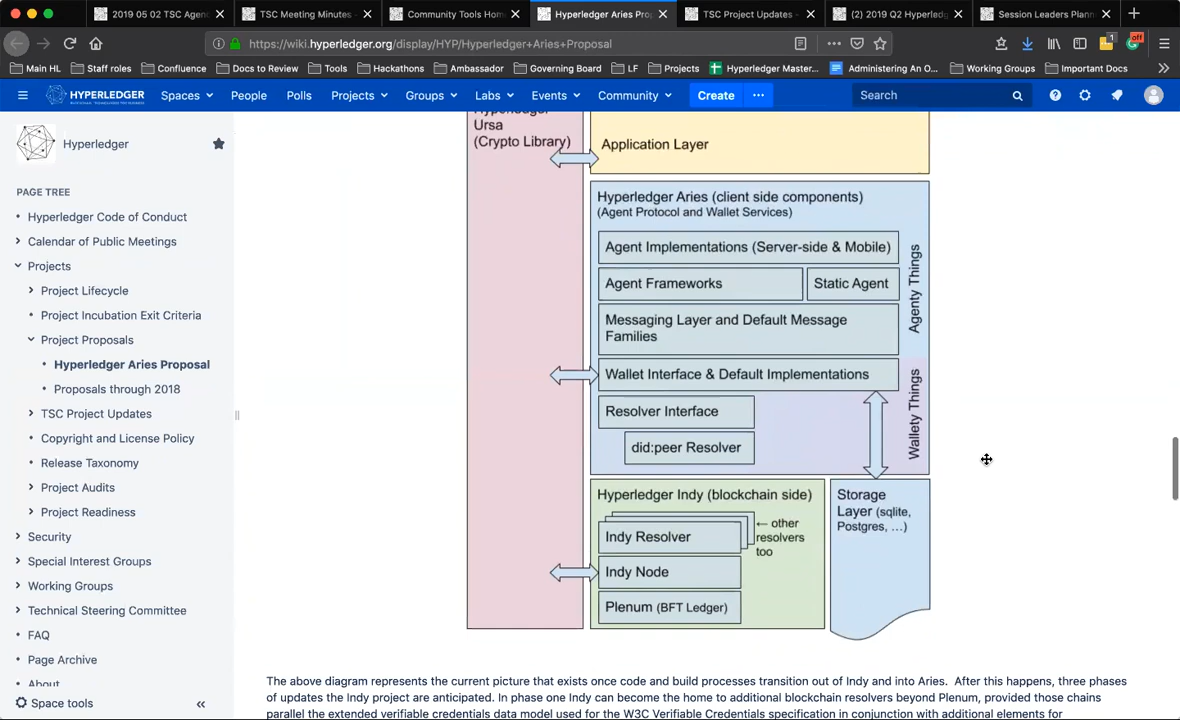 2019 05 02 TSC Agen
TSC Meeting Minutes -
Community Tools Hom
Hyperledger Aries Prop
TSC Project Updates -
(2) 2019 Q2 Hyperledg
Session Leaders Plann
https://wiki.hyperledger.org/display/HYP/Hyperledger+Aries+Proposal
1
off
Main HL
Staff roles
Confluence
Docs to Review
Tools
Hackathons
Ambassador
Governing Board
LF
Projects
Hyperledger Master...
Administering An O...
Working Groups
Important Docs
HYPERLEDGER
Spaces
People
Polls
Projects
Groups
Labs
Events
Community
Create
Search
Hyperledger
PAGE TREE
Hyperledger Code of Conduct
Calendar of Public Meetings
Projects
Project Lifecycle
Project Incubation Exit Criteria
Project Proposals
Hyperledger Aries Proposal
Proposals through 2018
TSC Project Updates
Copyright and License Policy
Release Taxonomy
Project Audits
Project Readiness
Security
Special Interest Groups
Working Groups
Technical Steering Committee
FAQ
Page Archive
About
Space tools
Hyperledger
Ursa
(Crypto Library)
Application Layer
Hyperledger Aries (client side components)
(Agent Protocol and Wallet Services)
Agent Implementations (Server-side & Mobile)
Agent Frameworks
Static Agent
Messaging Layer and Default Message
Families
Agenty Things
Wallet Interface & Default Implementations
Resolver Interface
did:peer Resolver
Wallety Things
Hyperledger Indy (blockchain side)
Indy Resolver
← other
resolvers
too
Indy Node
Plenum (BFT Ledger)
Storage
Layer (sqlite,
Postgres, ...)
The above diagram represents the current picture that exists once code and build processes transition out of Indy and into Aries. After this happens, three phases
of updates the Indy project are anticipated. In phase one Indy can become the home to additional blockchain resolvers beyond Plenum, provided those chains
parallel the extended verifiable credentials data model used for the W3C Verifiable Credentials specification in conjunction with additional elements for